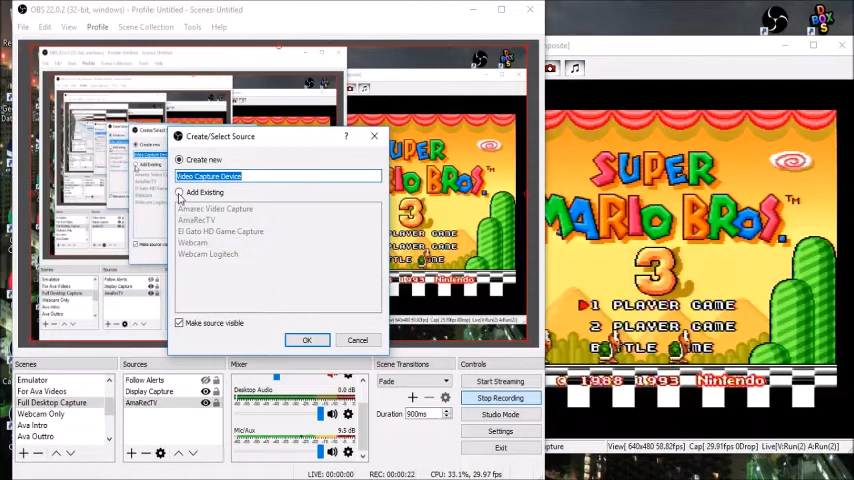 OBS 22.0.2 (32-bit, windows) - Profile: Untitled - Scenes: Untitled
File Edit View Profile Scene Collection Tools Help
Create/Select Source
Create new
Video Capture Device
Add Existing
Amarec Video Capture
AmaRecTV
El Gato HD Game Capture
Webcam
Webcam Logitech
Make source visible
OK Cancel
Scenes
Emulator
For Ava Videos
Full Desktop Capture
Webcam Only
Ava Intro
Ava Outtro
Sources
Follow Alerts
Display Capture
AmaRecTV
Mixer
Desktop Audio 0.0 dB
Mic/Aux 9.5 dB
Scene Transitions
Fade
Duration 900ms
Controls
Start Streaming
Stop Recording
Studio Mode
Settings
Exit
LIVE: 00:00:00 REC: 00:00:22 CPU: 33.1%, 29.97 fps
DOX
BS
SUPER
MARIO BROS.
3
1 PLAYER GAME
2 PLAYER GAME
© 1988 1993 Nintendo
View[ 640x480 58.82fps] Cap[ 29.91fps 0Drop] Live[V:Run(2) A:Run(2)]